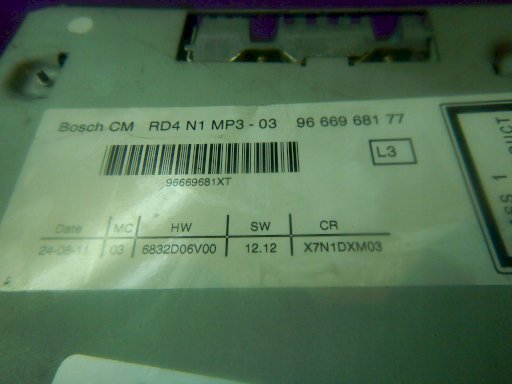 Bosch CM RD4 N1 MP3 - 03 96 669 681 77
L3
96669681XT
Date MC HW SW CR
24-06-11 03 6832D06V00 12.12 X7N1DXM03